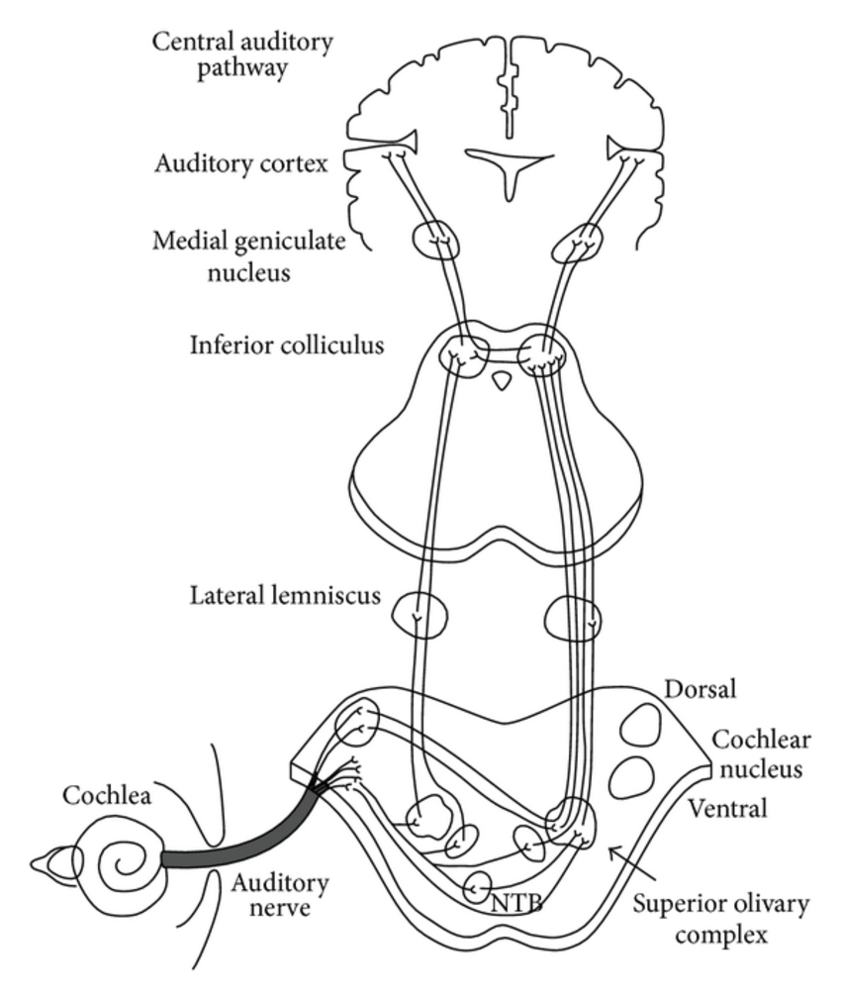 Central auditory
pathway
Auditory cortex
Medial geniculate
nucleus
Inferior colliculus
Lateral lemniscus
Dorsal
Cochlear
nucleus
Ventral
Cochlea
Auditory
nerve
NTB
Superior olivary
complex